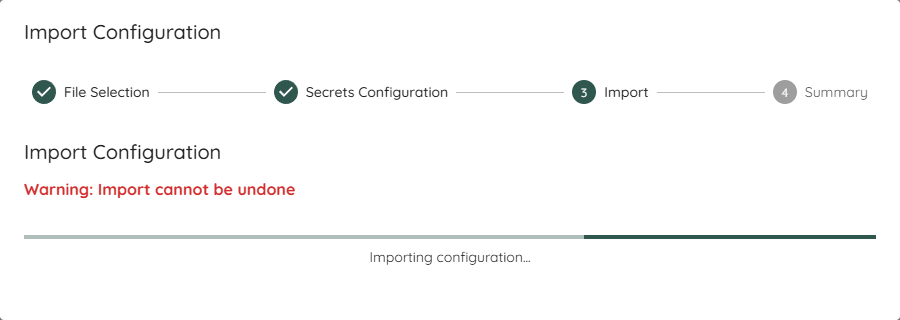 Import Configuration
File Selection
Secrets Configuration
3 Import
4 Summary
Import Configuration
Warning: Import cannot be undone
Importing configuration...